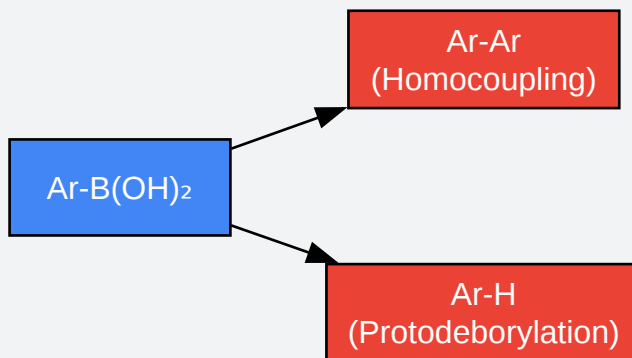 Ar-Ar
(Homocoupling)
Ar-B(OH)₂
Ar-H
(Protodeborylation)